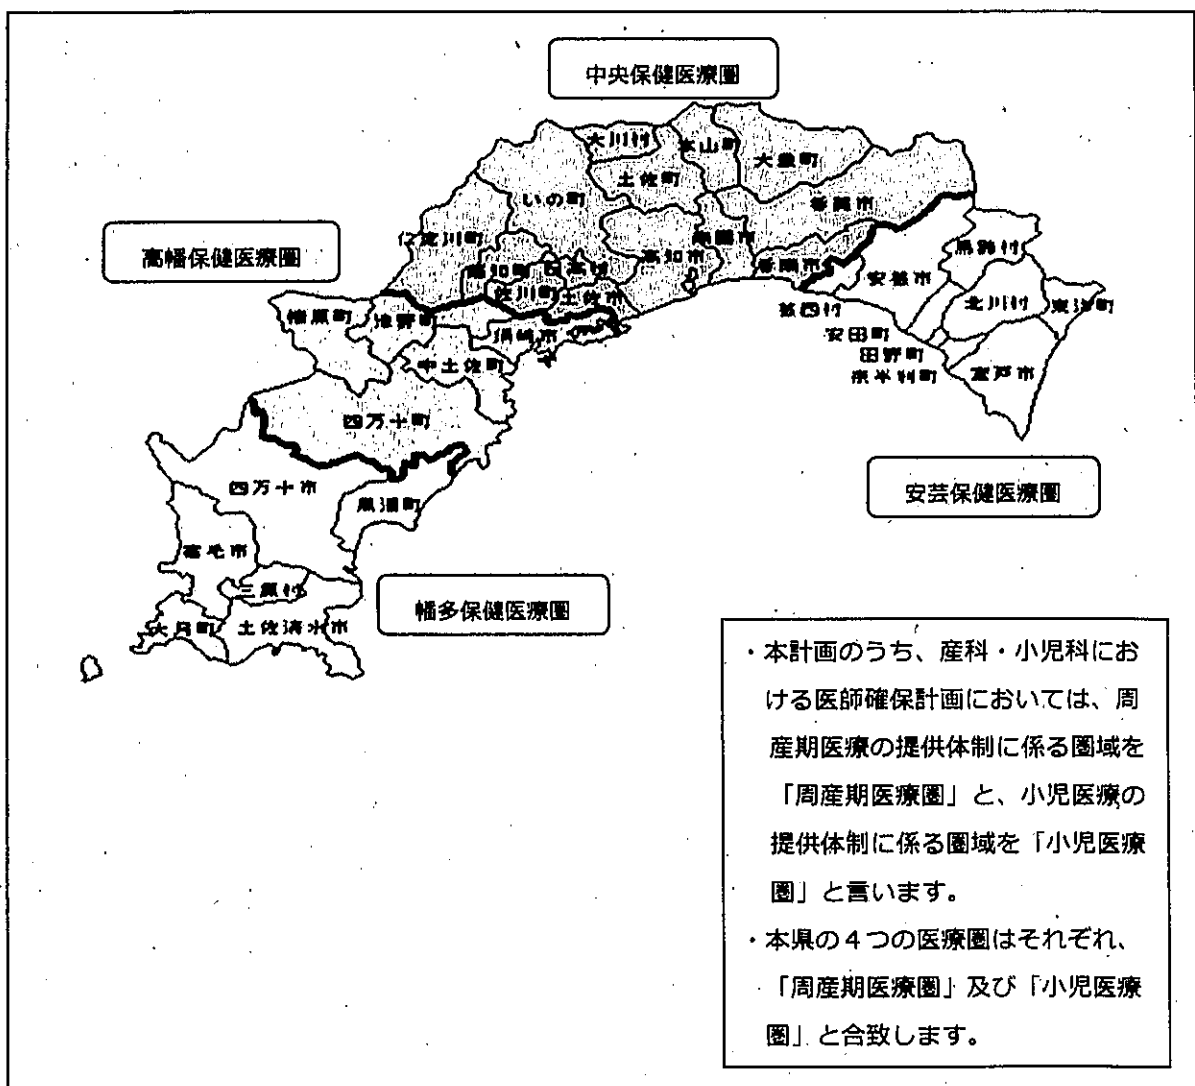 中央保健医療圏
大川村
本山町
大豊町
土佐町
いの町
香美市
高幡保健医療圏
仁淀川町
南国市
高知市
馬路村
越知町
日高村
香南市
安芸市
佐川町
土佐市
北川村
東洋町
梼原町
津野町
須崎市
芸西村
安田町
中土佐町
田野町
奈半利町
室戸市
四万十町
四万十市
安芸保健医療圏
黒潮町
宿毛市
三原村
幡多保健医療圏
大月町
土佐清水市
・本計画のうち、産科・小児科にお
ける医師確保計画においては、周
産期医療の提供体制に係る圏域を
「周産期医療圏」と、小児医療の
提供体制に係る圏域を「小児医療
圏」と言います。
・本県の４つの医療圏はそれぞれ、
「周産期医療圏」及び「小児医療
圏」と合致します。